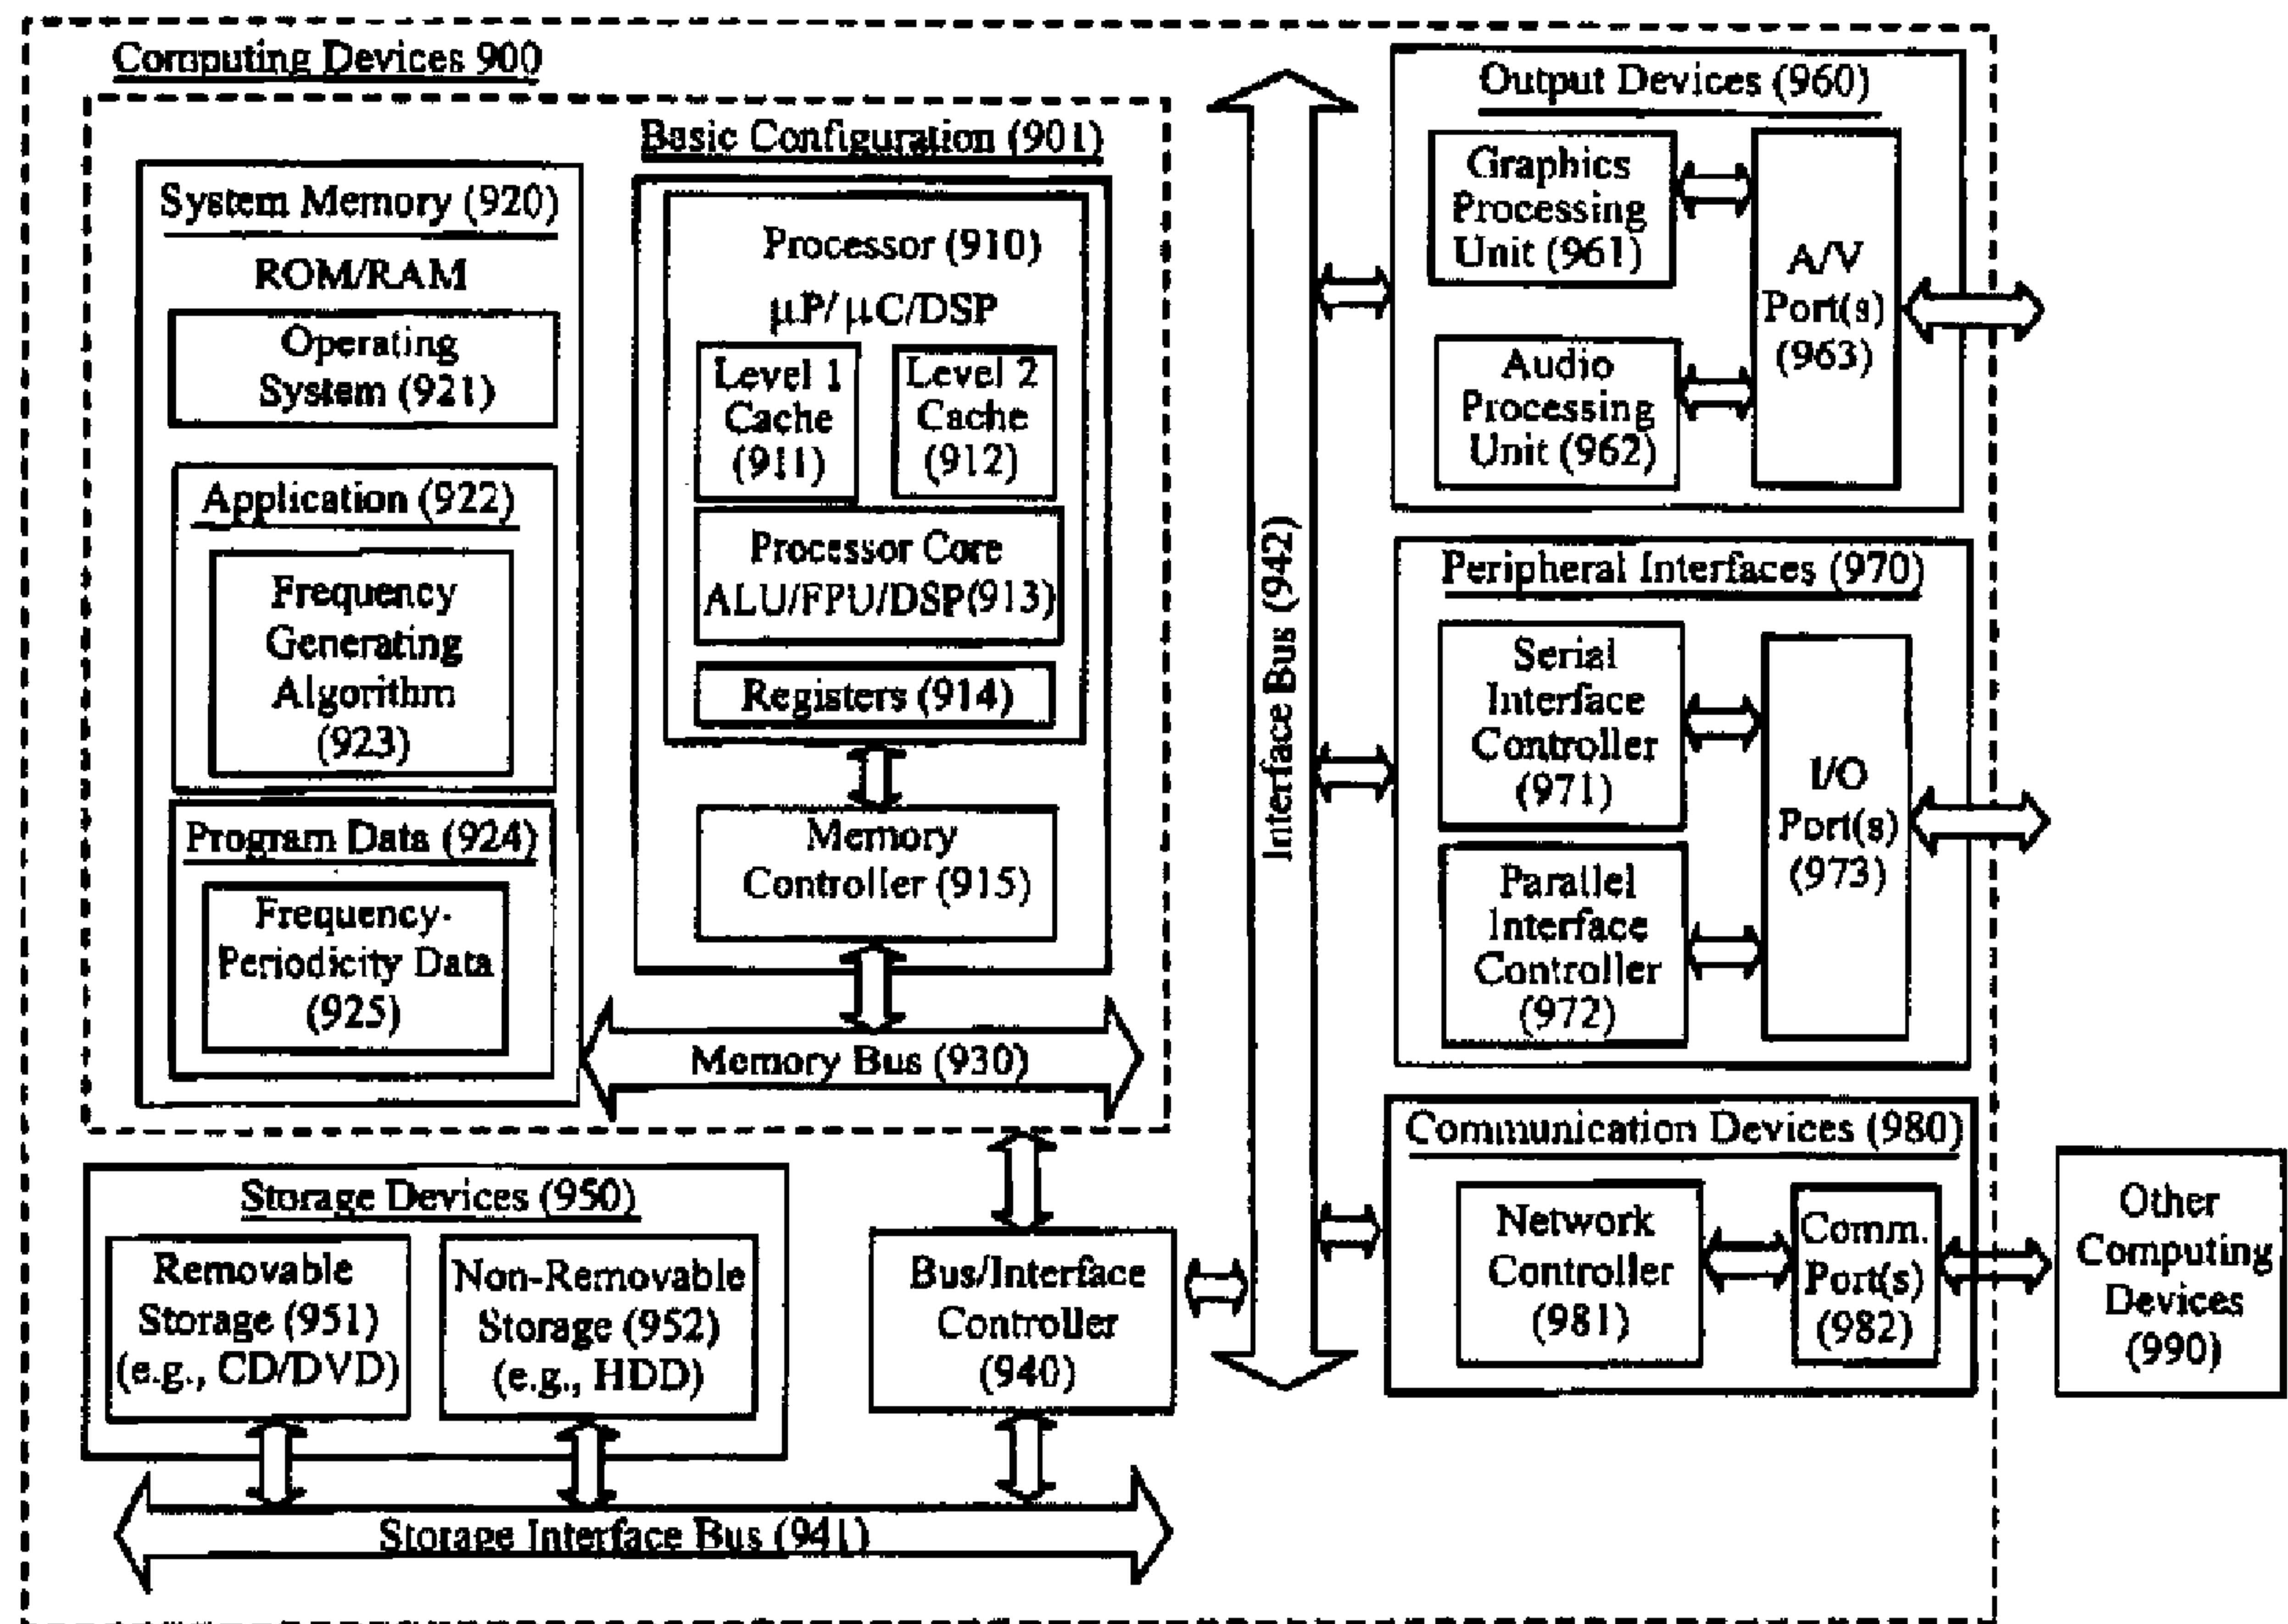 Computing Devices 900
Basic Configuration (901)
System Memory (920)
ROM/RAM
Operating
System (921)
Application (922)
Frequency
Generating
Algorithm
(923)
Program Data (924)
Frequency-
Periodicity Data
(925)
Processor (910)
µP/µC/DSP
Level 1
Cache
(911)
Level 2
Cache
(912)
Processor Core
ALU/FPU/DSP(913)
Registers (914)
Memory
Controller (915)
Memory Bus (930)
Storage Devices (950)
Removable
Storage (951)
(e.g., CD/DVD)
Non-Removable
Storage (952)
(e.g., HDD)
Bus/Interface
Controller
(940)
Storage Interface Bus (941)
Interface Bus (942)
Output Devices (960)
Graphics
Processing
Unit (961)
Audio
Processing
Unit (962)
A/V
Port(s)
(963)
Peripheral Interfaces (970)
Serial
Interface
Controller
(971)
Parallel
Interface
Controller
(972)
I/O
Port(s)
(973)
Communication Devices (980)
Network
Controller
(981)
Comm.
Port(s)
(982)
Other
Computing
Devices
(990)